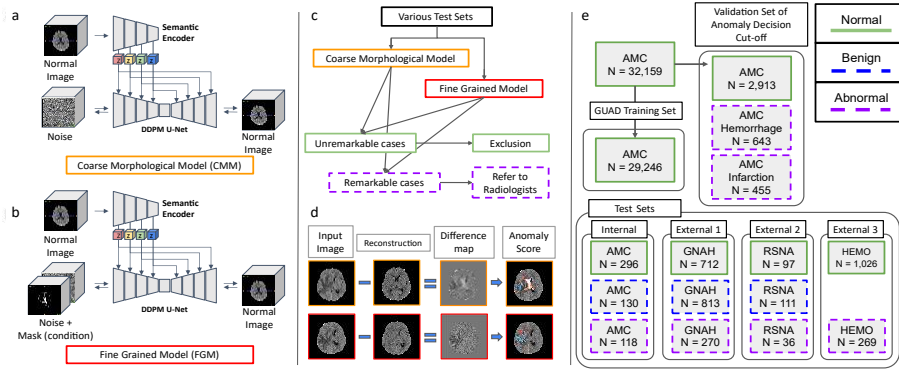 a
Semantic
Encoder
Normal
Image
Z
Z
Z
Z
DDPM U-Net
Noise
Normal
Image
Coarse Morphological Model (CMM)
b
Semantic
Encoder
Normal
Image
Z
Z
Z
Z
DDPM U-Net
Noise +
Mask (condition)
Normal
Image
Fine Grained Model (FGM)
c
Various Test Sets
Coarse Morphological Model
Fine Grained Model
Unremarkable cases
Exclusion
Remarkable cases
Refer to
Radiologists
d
Input
Image
Reconstruction
Difference
map
Anomaly
Score
e
Validation Set of
Anomaly Decision
Cut-off
AMC
N = 32,159
AMC
N = 2,913
GUAD Training Set
AMC
Hemorrhage
N = 643
AMC
N = 29,246
AMC
Infarction
N = 455
Normal
Benign
Abnormal
Test Sets
Internal
External 1
External 2
External 3
AMC
N = 296
GNAH
N = 712
RSNA
N = 97
HEMO
N = 1,026
AMC
N = 130
GNAH
N = 813
RSNA
N = 111
AMC
N = 118
GNAH
N = 270
RSNA
N = 36
HEMO
N = 269